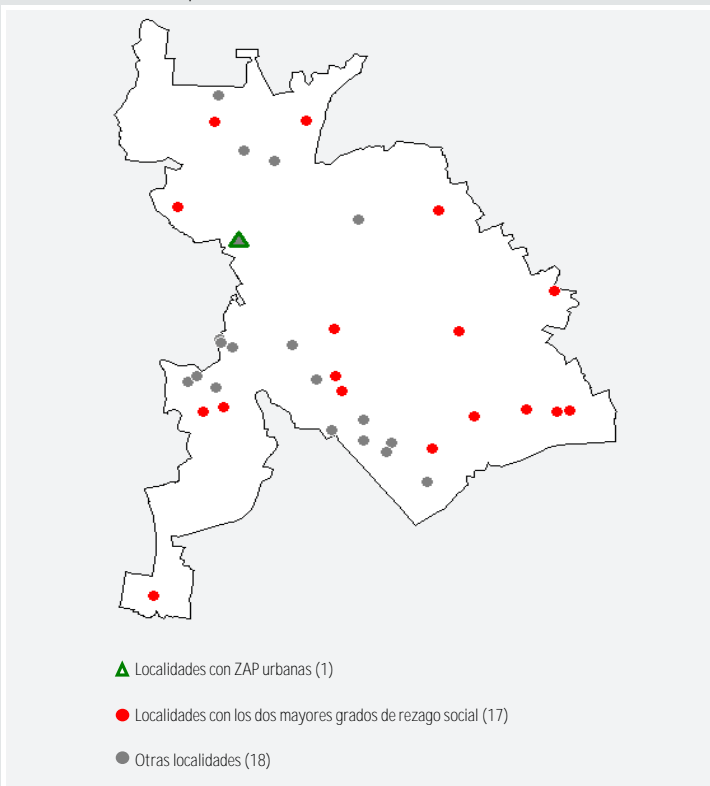 Localidades con ZAP urbanas (1)
Localidades con los dos mayores grados de rezago social (17)
Otras localidades (18)